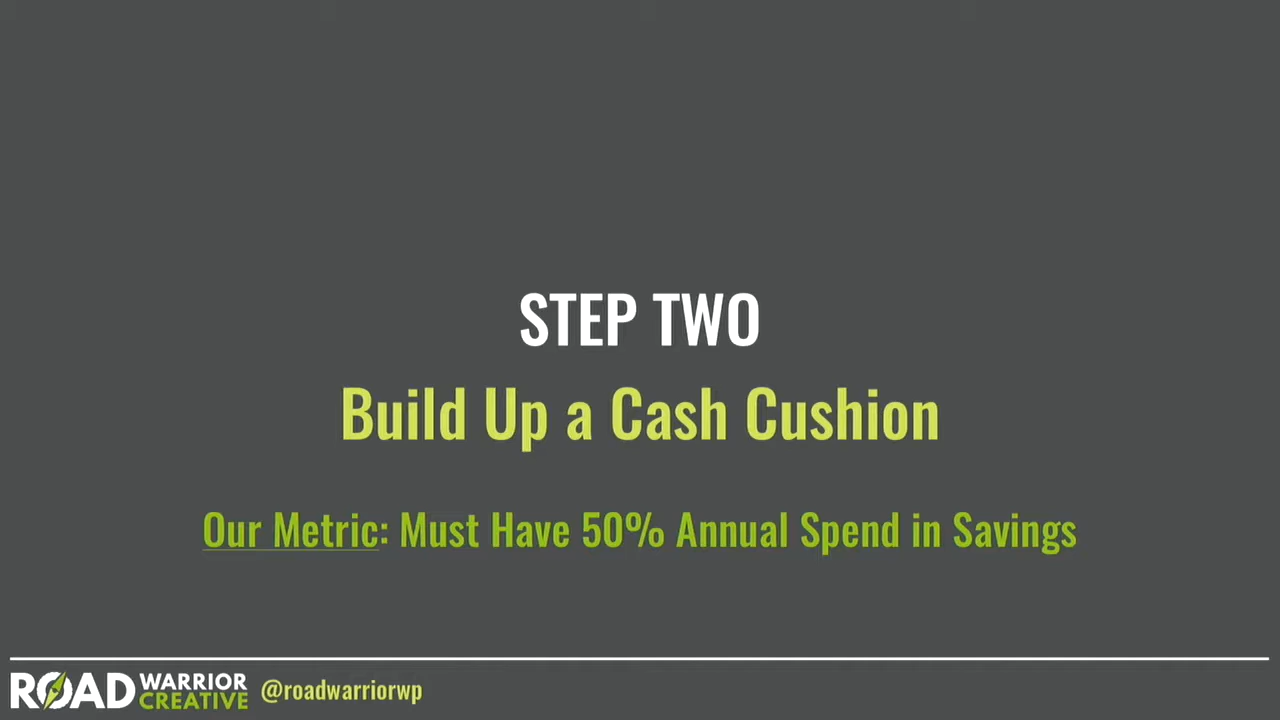 STEP TWO
Build Up a Cash Cushion
Our Metric: Must Have 50% Annual Spend in Savings
ROAD WARRIOR CREATIVE @roadwarriorwp